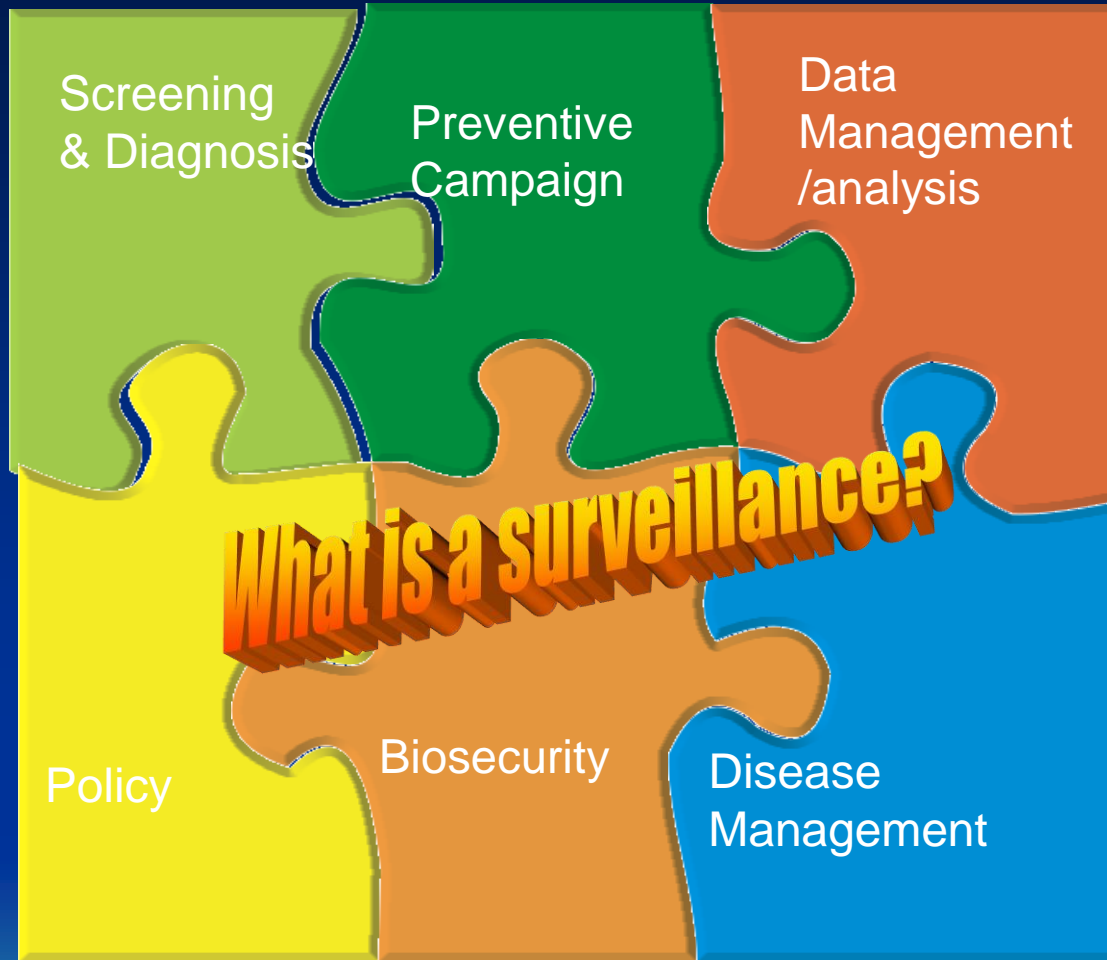 Screening
& Diagnosis
Preventive
Campaign
Data
Management
/analysis
What is a surveillance?
Policy
Biosecurity
Disease
Management